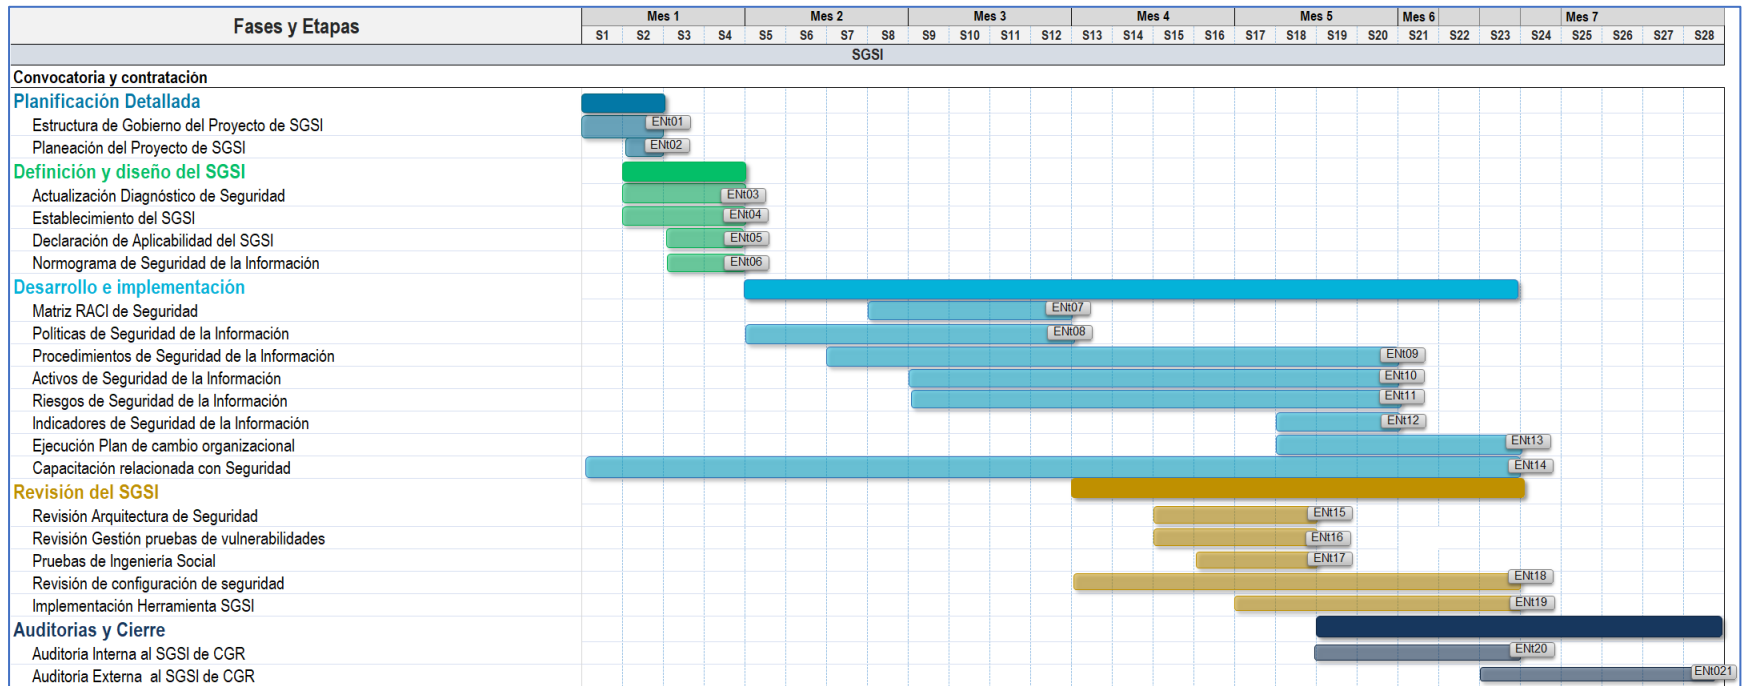 Fases y Etapas
Mes 1 Mes 2 Mes 3 Mes 4 Mes 5 Mes 6 Mes 7
S1 S2 S3 S4 S5 S6 S7 S8 S9 S10 S11 S12 S13 S14 S15 S16 S17 S18 S19 S20 S21 S22 S23 S24 S25 S26 S27 S28
SGSI
Convocatoria y contratación
Planificación Detallada
Estructura de Gobierno del Proyecto de SGSI ENt01
Planeación del Proyecto de SGSI ENt02
Definición y diseño del SGSI
Actualización Diagnóstico de Seguridad ENt03
Establecimiento del SGSI ENt04
Declaración de Aplicabilidad del SGSI ENt05
Normograma de Seguridad de la Información ENt06
Desarrollo e implementación
Matriz RACI de Seguridad ENt07
Políticas de Seguridad de la Información ENt08
Procedimientos de Seguridad de la Información ENt09
Activos de Seguridad de la Información ENt10
Riesgos de Seguridad de la Información ENt11
Indicadores de Seguridad de la Información ENt12
Ejecución Plan de cambio organizacional ENt13
Capacitación relacionada con Seguridad ENt14
Revisión del SGSI
Revisión Arquitectura de Seguridad ENt15
Revisión Gestión pruebas de vulnerabilidades ENt16
Pruebas de Ingenieria Social ENt17
Revisión de configuración de seguridad ENt18
Implementación Herramienta SGSI ENt19
Auditorias y Cierre
Auditoria Interna al SGSI de CGR ENt20
Auditoria Externa al SGSI de CGR ENt021